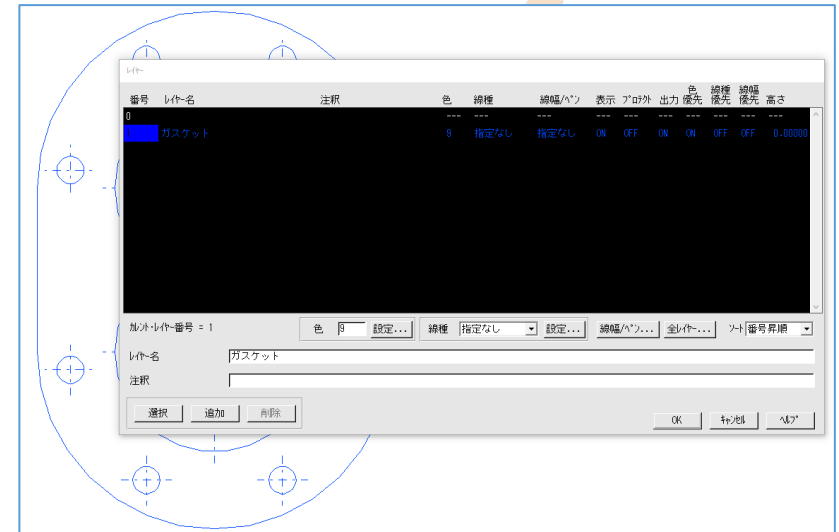 レイヤー
番号 レイヤー名 注釈 色 線種 線幅/ペン 表示 プロテクト 出力 色優先 線種優先 線幅優先 高さ
0 --- --- --- --- --- --- --- --- --- ---
1 ガスケット 9 指定なし 指定なし ON OFF ON ON OFF OFF 0.00000
カレント・レイヤー番号 = 1 色 9 設定... 線種 指定なし 設定... 線幅/ペン... 全レイヤー... ソート 番号昇順
レイヤー名 ガスケット
注釈
選択 追加 削除 OK キャンセル ヘルプ